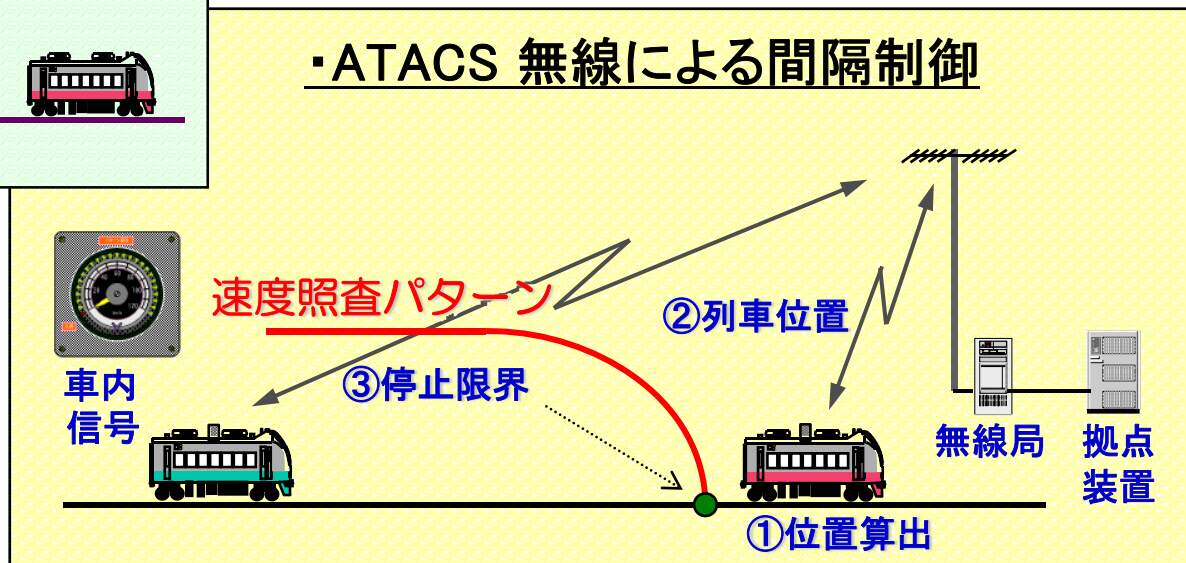 ・ATACS 無線による間隔制御
速度照査パターン
②列車位置
③停止限界
車内
信号
無線局
拠点
装置
①位置算出